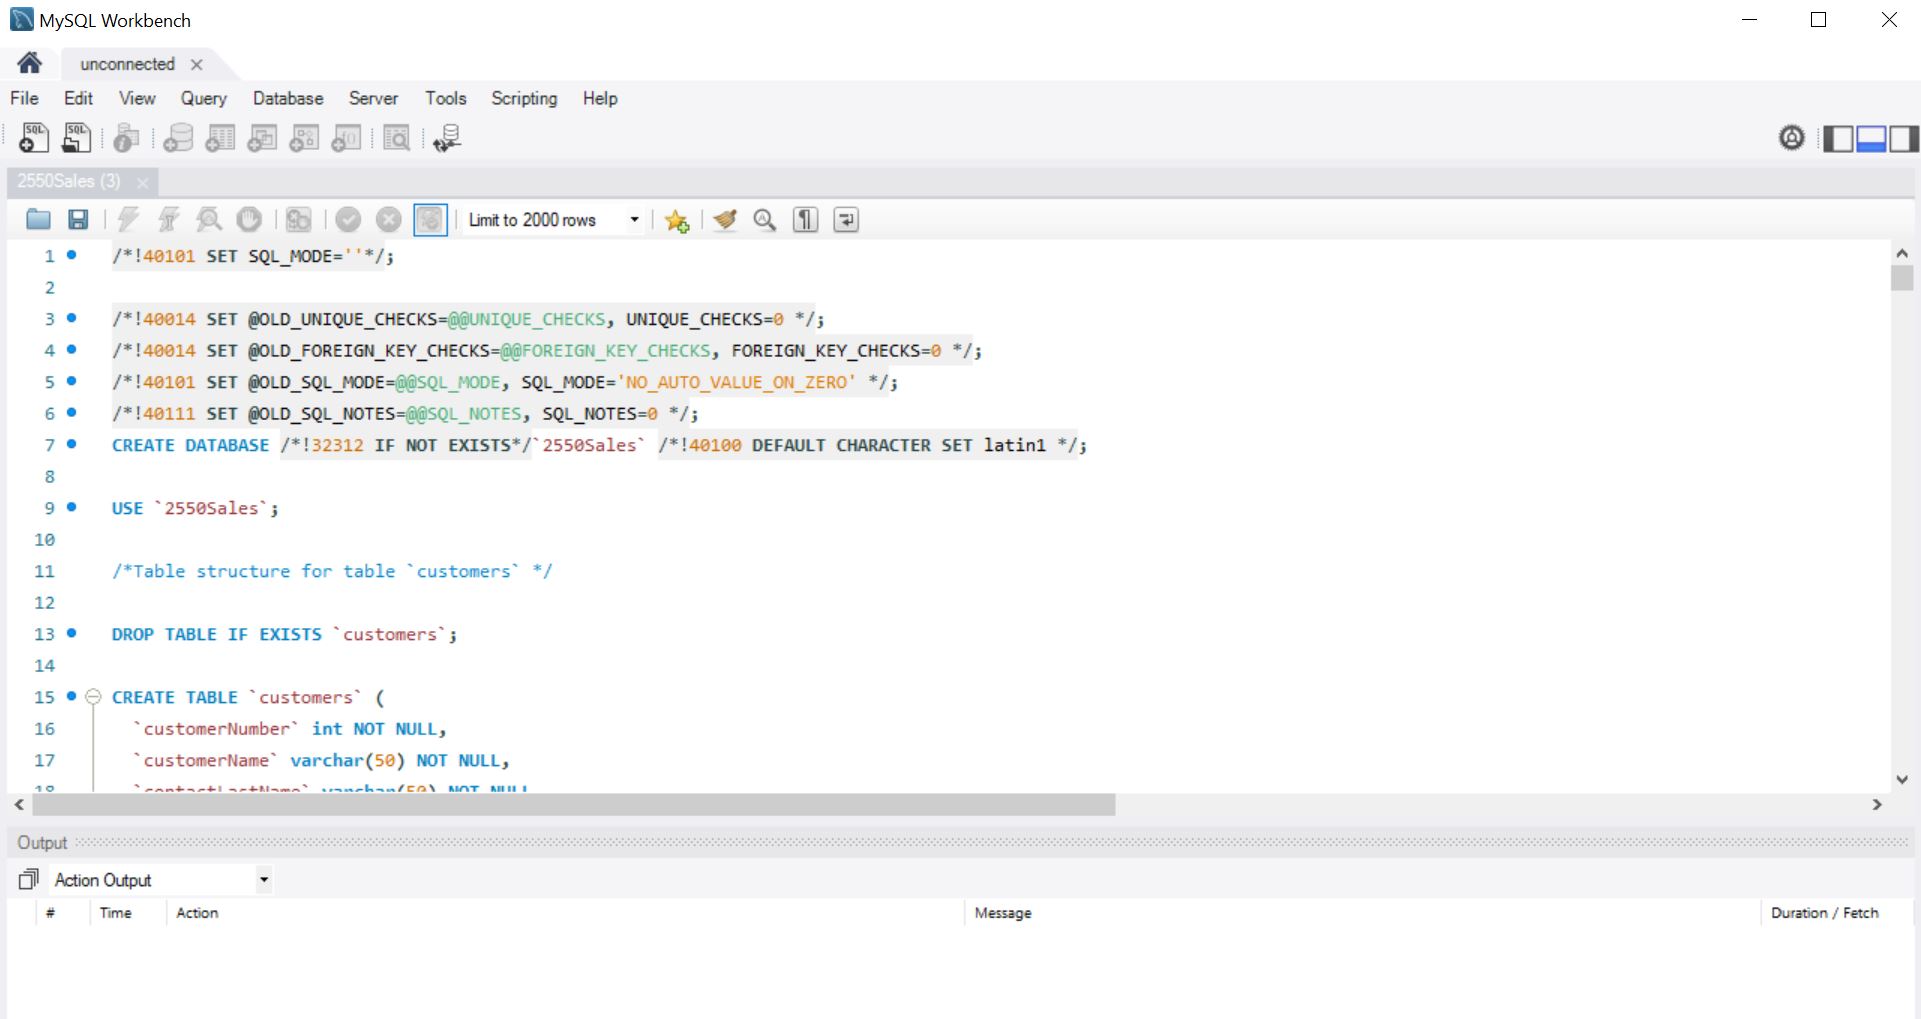 MySQL Workbench
unconnected
File Edit View Query Database Server Tools Scripting Help
2550Sales (3)
Limit to 2000 rows
1 /*!40101 SET SQL_MODE=''*/;
2
3 /*!40014 SET @OLD_UNIQUE_CHECKS=@@UNIQUE_CHECKS, UNIQUE_CHECKS=0 */;
4 /*!40014 SET @OLD_FOREIGN_KEY_CHECKS=@@FOREIGN_KEY_CHECKS, FOREIGN_KEY_CHECKS=0 */;
5 /*!40101 SET @OLD_SQL_MODE=@@SQL_MODE, SQL_MODE='NO_AUTO_VALUE_ON_ZERO' */;
6 /*!40111 SET @OLD_SQL_NOTES=@@SQL_NOTES, SQL_NOTES=0 */;
7 CREATE DATABASE /*!32312 IF NOT EXISTS*/`2550Sales` /*!40100 DEFAULT CHARACTER SET latin1 */;
8
9 USE `2550Sales`;
10
11 /*Table structure for table `customers` */
12
13 DROP TABLE IF EXISTS `customers`;
14
15 CREATE TABLE `customers` (
16 `customerNumber` int NOT NULL,
17 `customerName` varchar(50) NOT NULL,
18 `contactLastName` varchar(50) NOT NULL
Output
Action Output
# Time Action Message Duration / Fetch